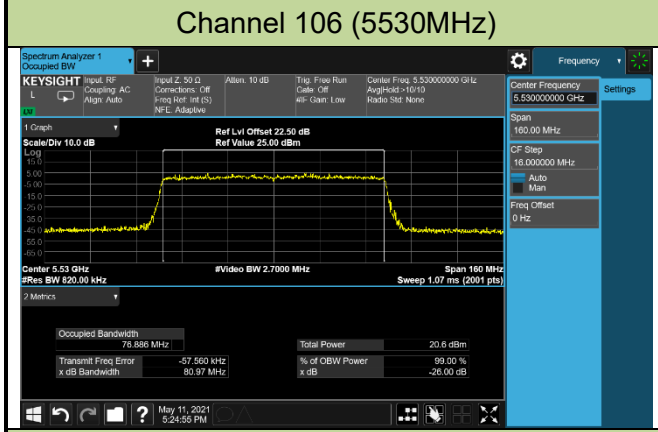 Channel 106 (5530MHz)
Spectrum Analyzer 1
Occupied BW
+
Frequency
KEYSIGHT
L
LM
Input: RF
Coupling: AC
Align: Auto
Input Z: 50 Ω
Corrections: Off
Freq Ref: Int (S)
NFE: Adaptive
Atten: 10 dB
Trig: Free Run
Gate: Off
#IF Gain: Low
Center Freq: 5.530000000 GHz
Avg|Hold:>10/10
Radio Std: None
Center Frequency
5.530000000 GHz
Settings
Span
160.00 MHz
CF Step
16.000000 MHz
Auto
Man
Freq Offset
0 Hz
1 Graph
Scale/Div 10.0 dB
Ref Lvl Offset 22.50 dB
Ref Value 25.00 dBm
Log
15.0
5.00
-5.00
-15.0
-25.0
-35.0
-45.0
-55.0
-65.0
Center 5.53 GHz
#Video BW 2.7000 MHz
Span 160 MHz
#Res BW 820.00 kHz
Sweep 1.07 ms (2001 pts)
2 Metrics
Occupied Bandwidth
76.886 MHz
Total Power 20.6 dBm
Transmit Freq Error -57.560 kHz
% of OBW Power 99.00 %
x dB Bandwidth 80.97 MHz
x dB -26.00 dB
?
May 11, 2021
5:24:55 PM